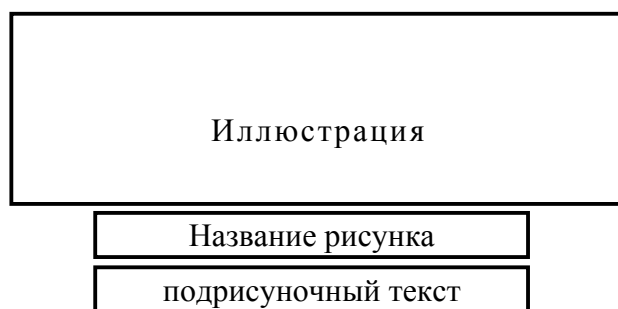 Иллюстрация
Название рисунка
подрисуночный текст